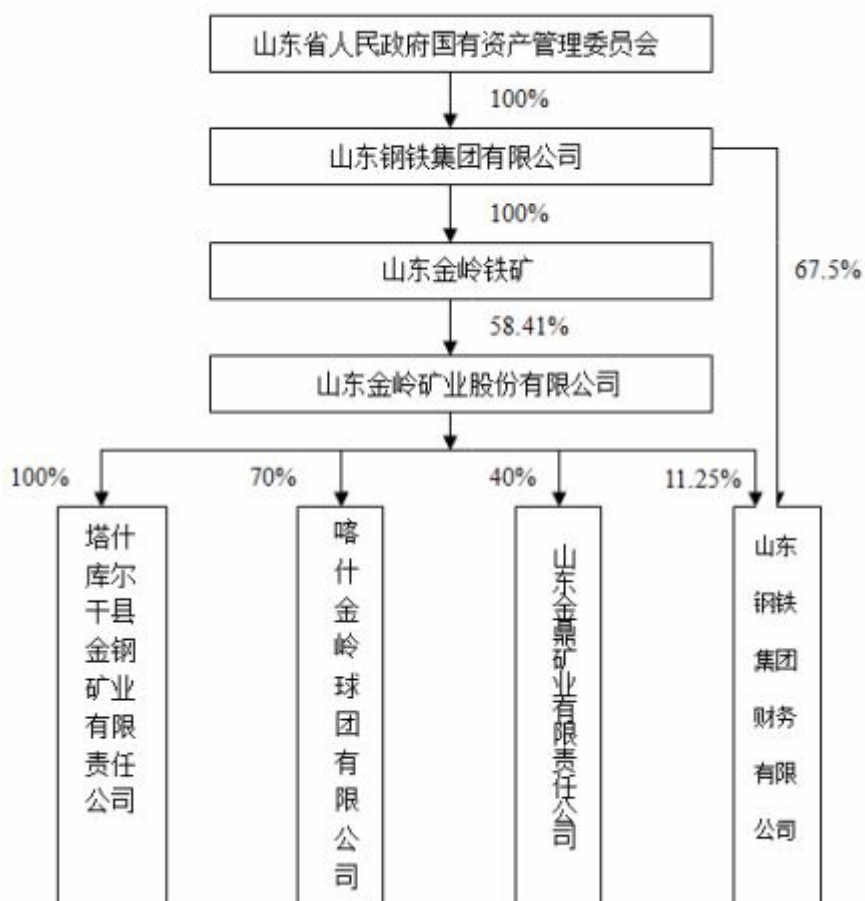 山东省人民政府国有资产管理委员会
100%
山东钢铁集团有限公司
100%
山东金岭铁矿
67.5%
58.41%
山东金岭矿业股份有限公司
100%
70%
40%
11.25%
塔什
库尔
干县
金钢
矿业
有限
责任
公司
喀什金岭球团有限公司
山东金鼎矿业有限责任公司
山东
钢铁
集团
财务
有限
公司